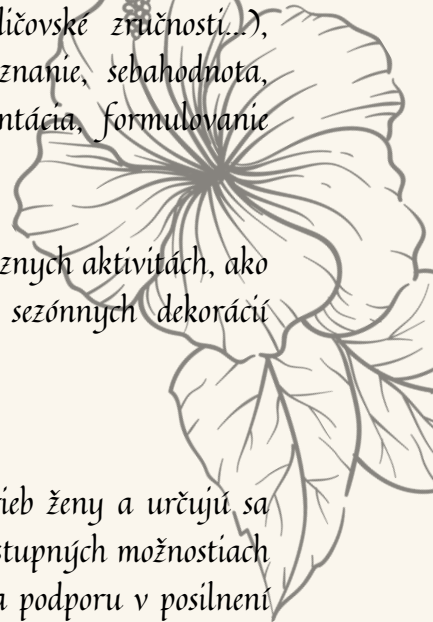 ličovské zručnosti...),
znanie, sebahodnota,
ntácia, formulovanie
znych aktivitách, ako
sezónnych dekorácií
ieb ženy a určujú sa
stupných možnostiach
a podporu v posilnení